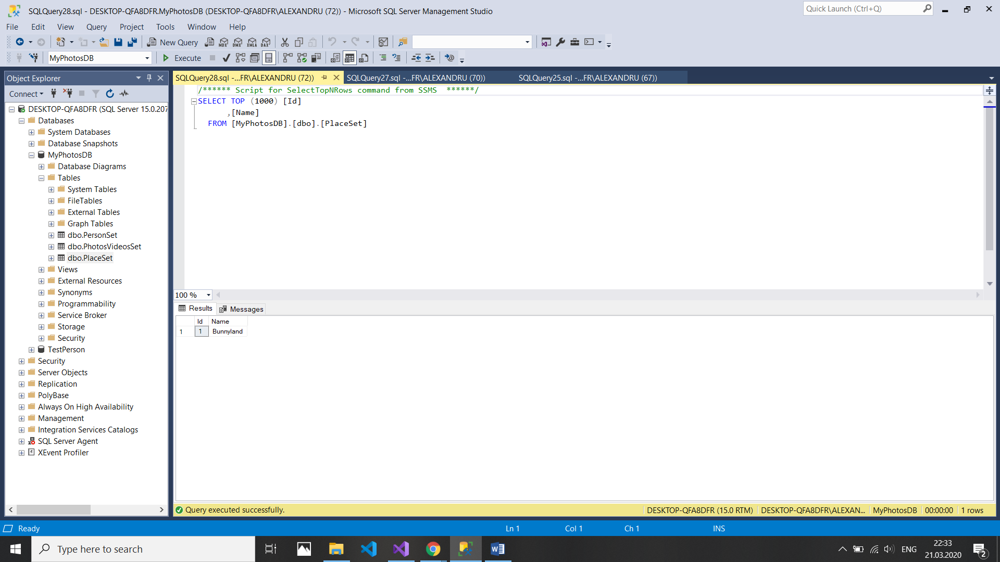 SQLQuery28.sql - DESKTOP-QFA8DFR.MyPhotosDB (DESKTOP-QFA8DFR\ALEXANDRU (72)) - Microsoft SQL Server Management Studio
Quick Launch (Ctrl+Q)
File Edit View Query Project Tools Window Help
New Query MDX DMX XMLA DAX
MyPhotosDB Execute
Object Explorer
Connect
DESKTOP-QFA8DFR (SQL Server 15.0.207
Databases
System Databases
Database Snapshots
MyPhotosDB
Database Diagrams
Tables
System Tables
FileTables
External Tables
Graph Tables
dbo.PersonSet
dbo.PhotosVideosSet
dbo.PlaceSet
Views
External Resources
Synonyms
Programmability
Service Broker
Storage
Security
TestPerson
Security
Server Objects
Replication
PolyBase
Always On High Availability
Management
Integration Services Catalogs
SQL Server Agent
XEvent Profiler
SQLQuery28.sql -...FR\ALEXANDRU (72)) SQLQuery27.sql -...FR\ALEXANDRU (70)) SQLQuery25.sql -...FR\ALEXANDRU (67))
/****** Script for SelectTopNRows command from SSMS  ******/
SELECT TOP (1000) [Id]
,[Name]
FROM [MyPhotosDB].[dbo].[PlaceSet]
100 %
Results Messages
Id Name
1 1 Bunnyland
Query executed successfully. DESKTOP-QFA8DFR (15.0 RTM) DESKTOP-QFA8DFR\ALEXAN... MyPhotosDB 00:00:00 1 rows
Ready Ln 1 Col 1 Ch 1 INS
Type here to search
ENG
22:33
21.03.2020
2